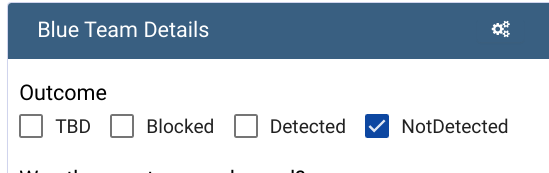 Blue Team Details
Outcome
TBD Blocked Detected NotDetected